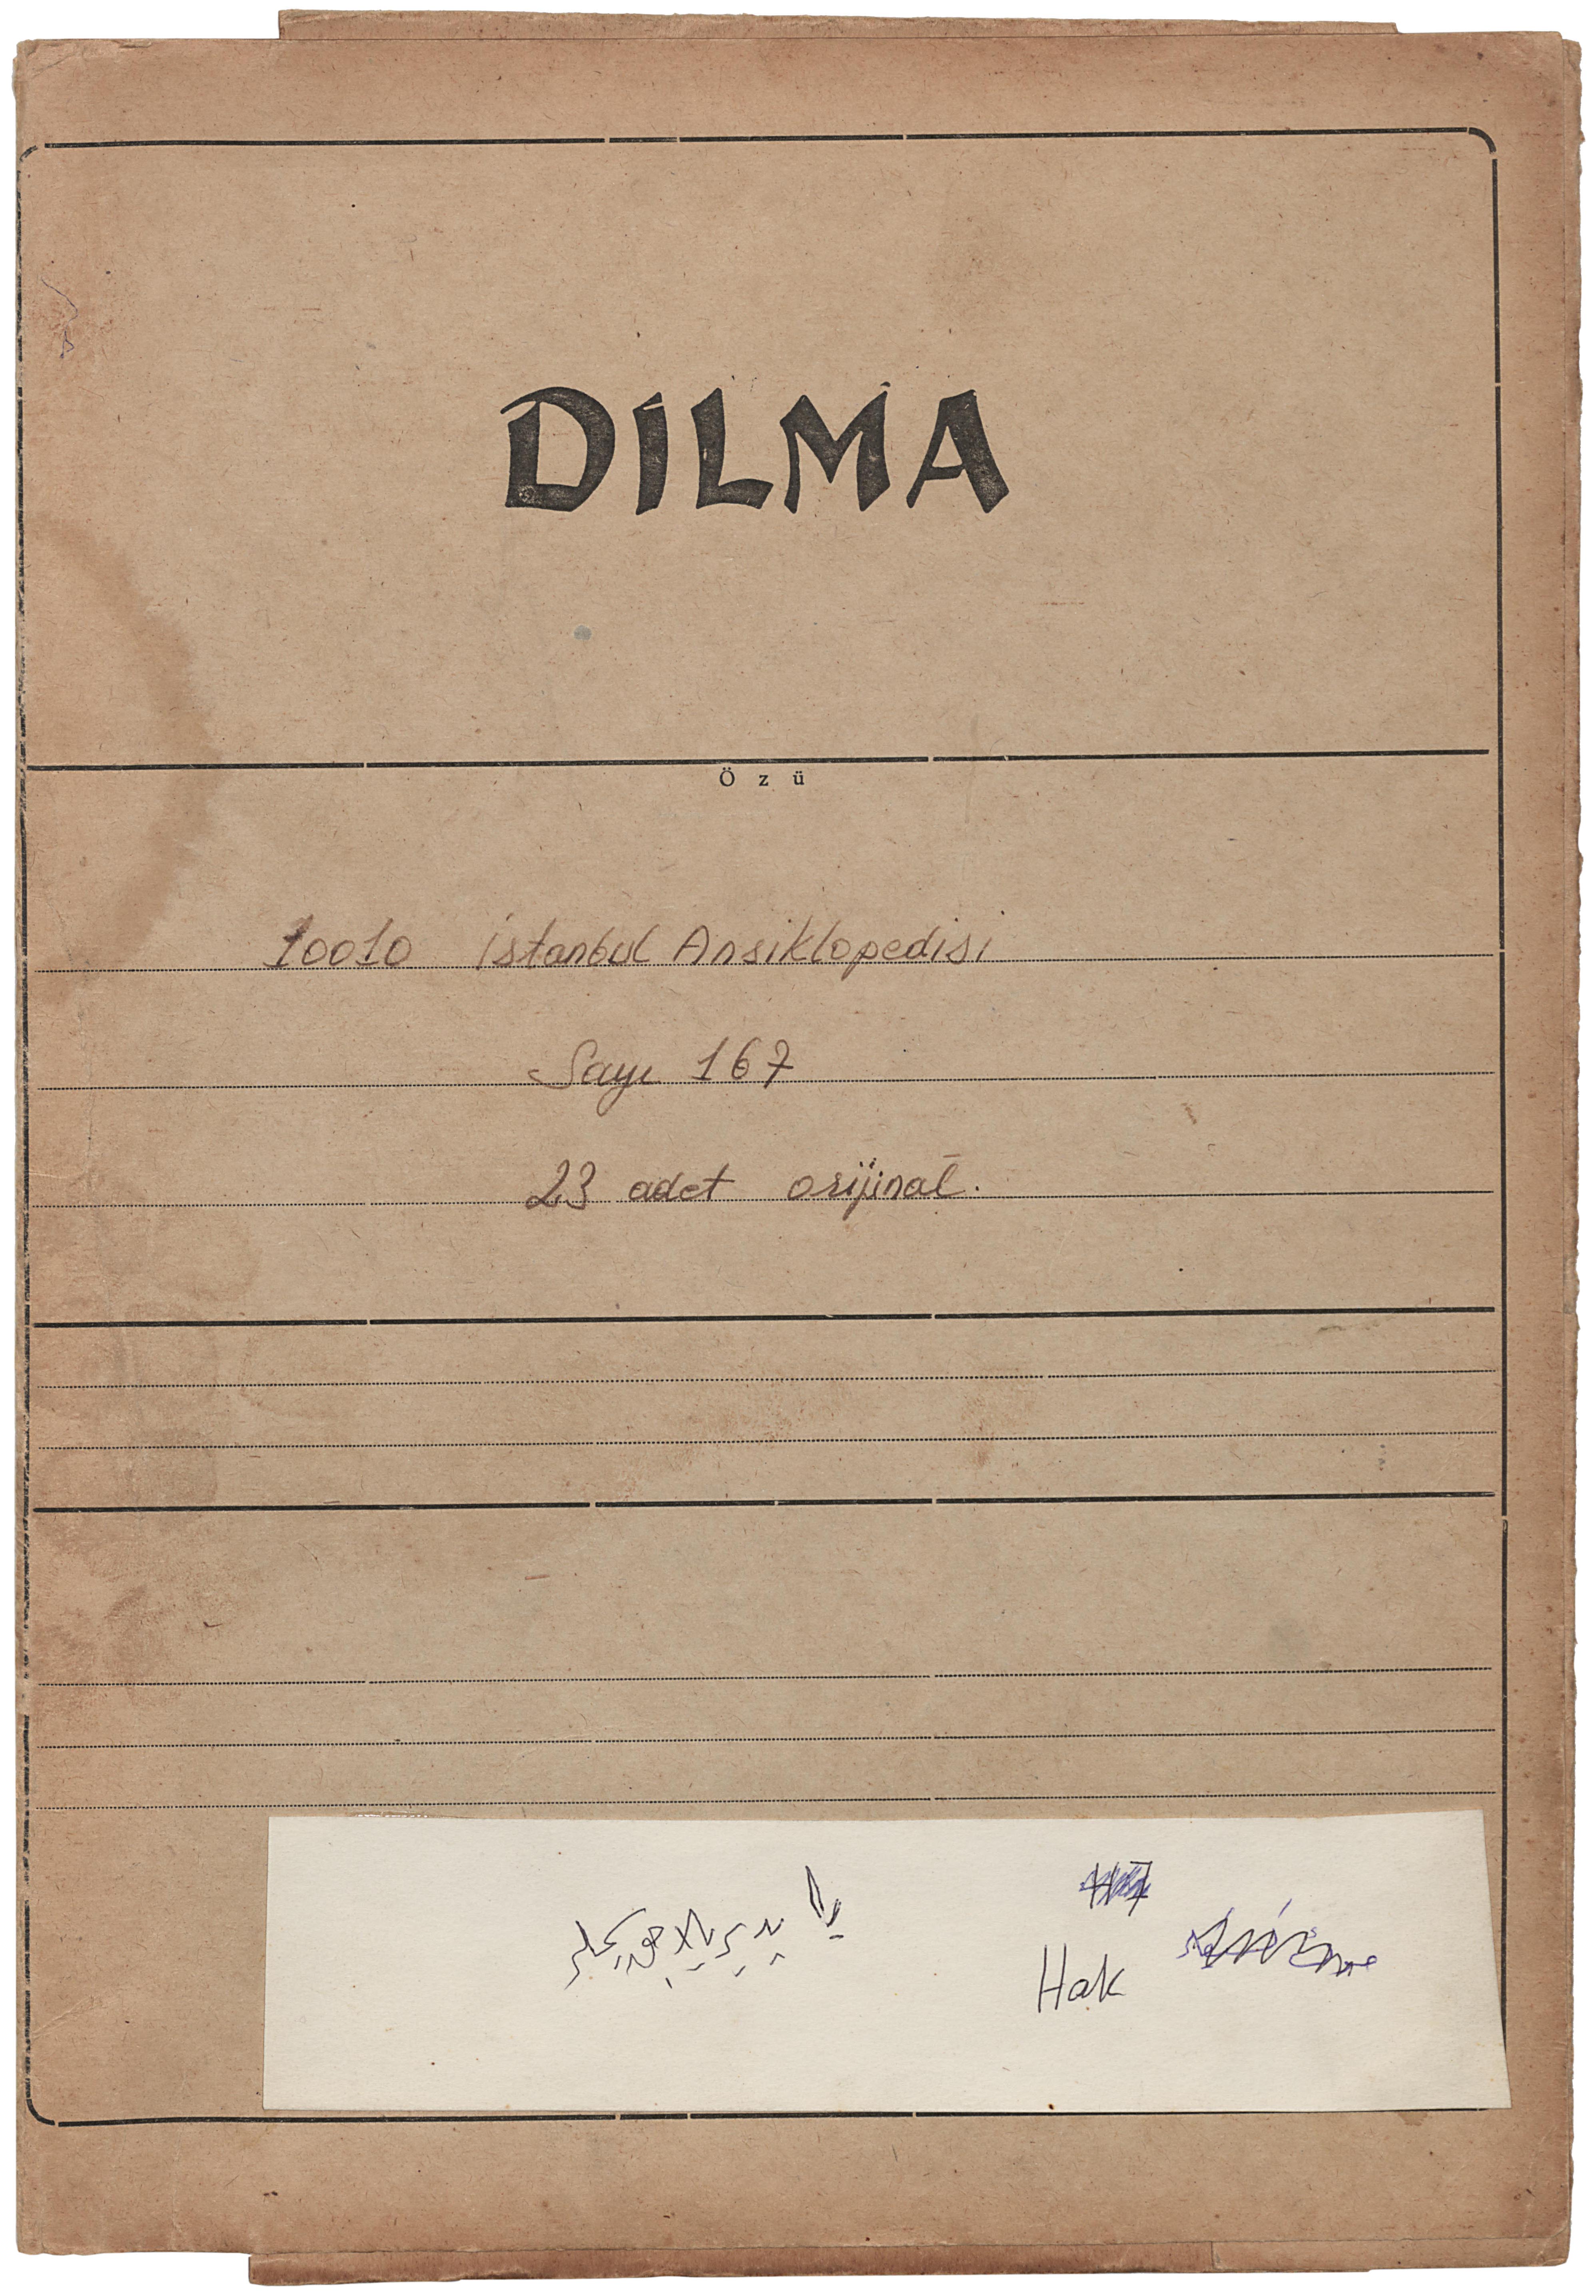 DİLMA
Özü
10010 İstanbul Ansiklopedisi
Sayı 167
23 adet orijinal.
Hak